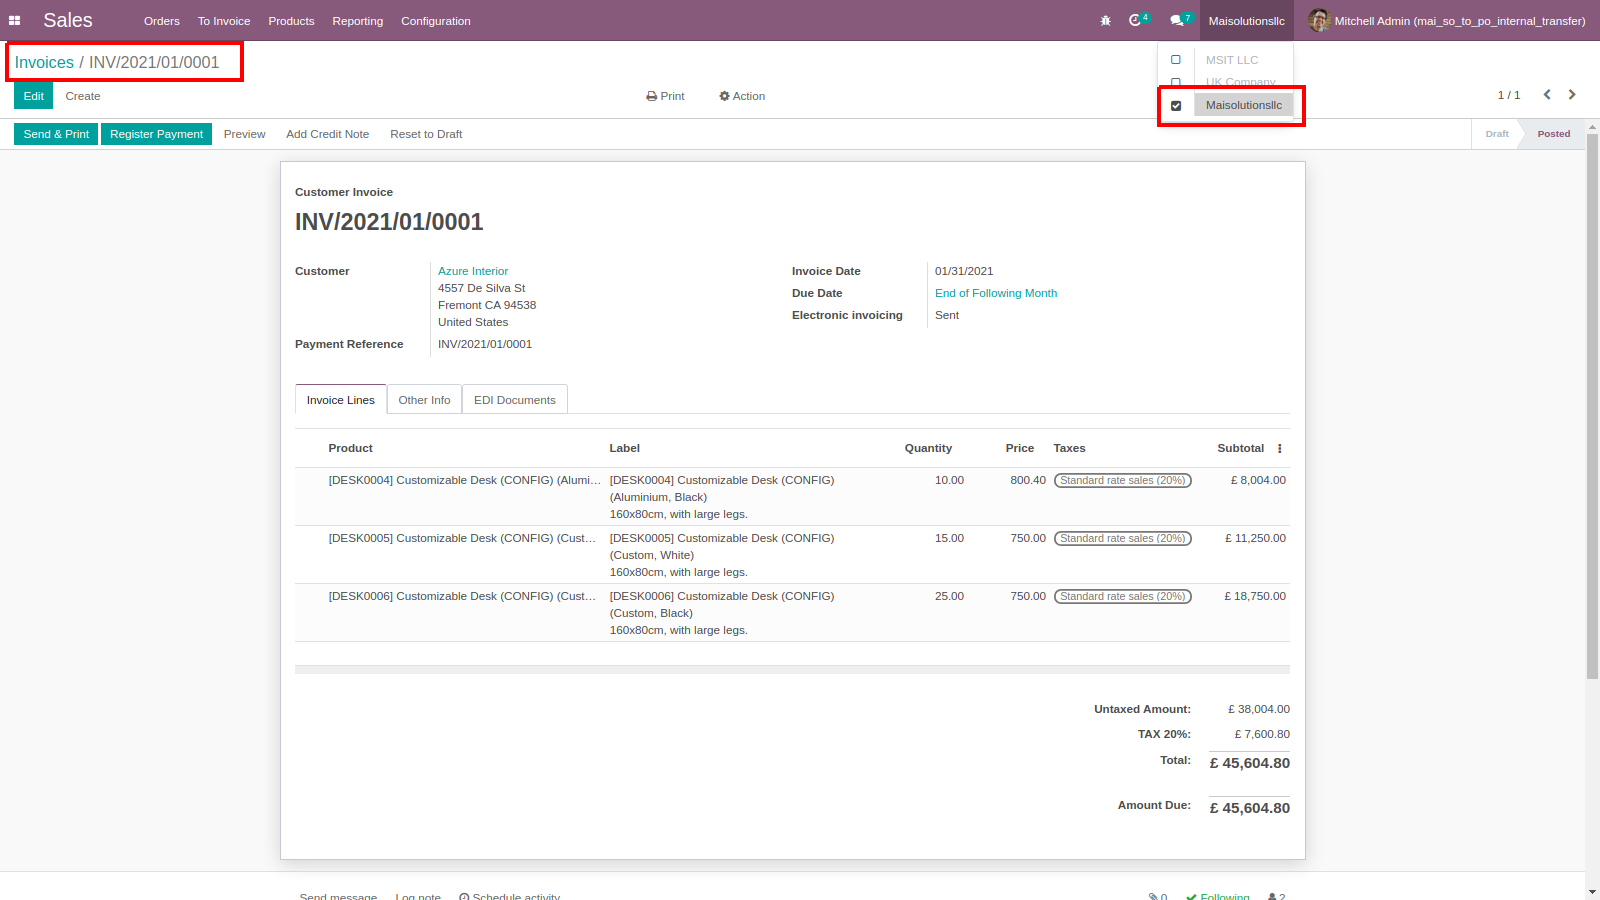 Sales
Orders To Invoice Products Reporting Configuration
4 7 Maisolutionsllc Mitchell Admin (mai_so_to_po_internal_transfer)
Invoices / INV/2021/01/0001
MSIT LLC
UK Company
Maisolutionsllc
Edit Create
Print Action
1 / 1
Send & Print Register Payment Preview Add Credit Note Reset to Draft
Draft Posted
Customer Invoice
INV/2021/01/0001
Customer
Azure Interior
4557 De Silva St
Fremont CA 94538
United States
Payment Reference INV/2021/01/0001
Invoice Date 01/31/2021
Due Date End of Following Month
Electronic invoicing Sent
Invoice Lines Other Info EDI Documents
Product Label Quantity Price Taxes Subtotal
[DESK0004] Customizable Desk (CONFIG) (Alumi... [DESK0004] Customizable Desk (CONFIG) 10.00 800.40 Standard rate sales (20%) £ 8,004.00
(Aluminium, Black)
160x80cm, with large legs.
[DESK0005] Customizable Desk (CONFIG) (Cust... [DESK0005] Customizable Desk (CONFIG) 15.00 750.00 Standard rate sales (20%) £ 11,250.00
(Custom, White)
160x80cm, with large legs.
[DESK0006] Customizable Desk (CONFIG) (Cust... [DESK0006] Customizable Desk (CONFIG) 25.00 750.00 Standard rate sales (20%) £ 18,750.00
(Custom, Black)
160x80cm, with large legs.
Untaxed Amount: £ 38,004.00
TAX 20%: £ 7,600.80
Total: £ 45,604.80
Amount Due: £ 45,604.80
Send message Log note Schedule activity
0 Following 2